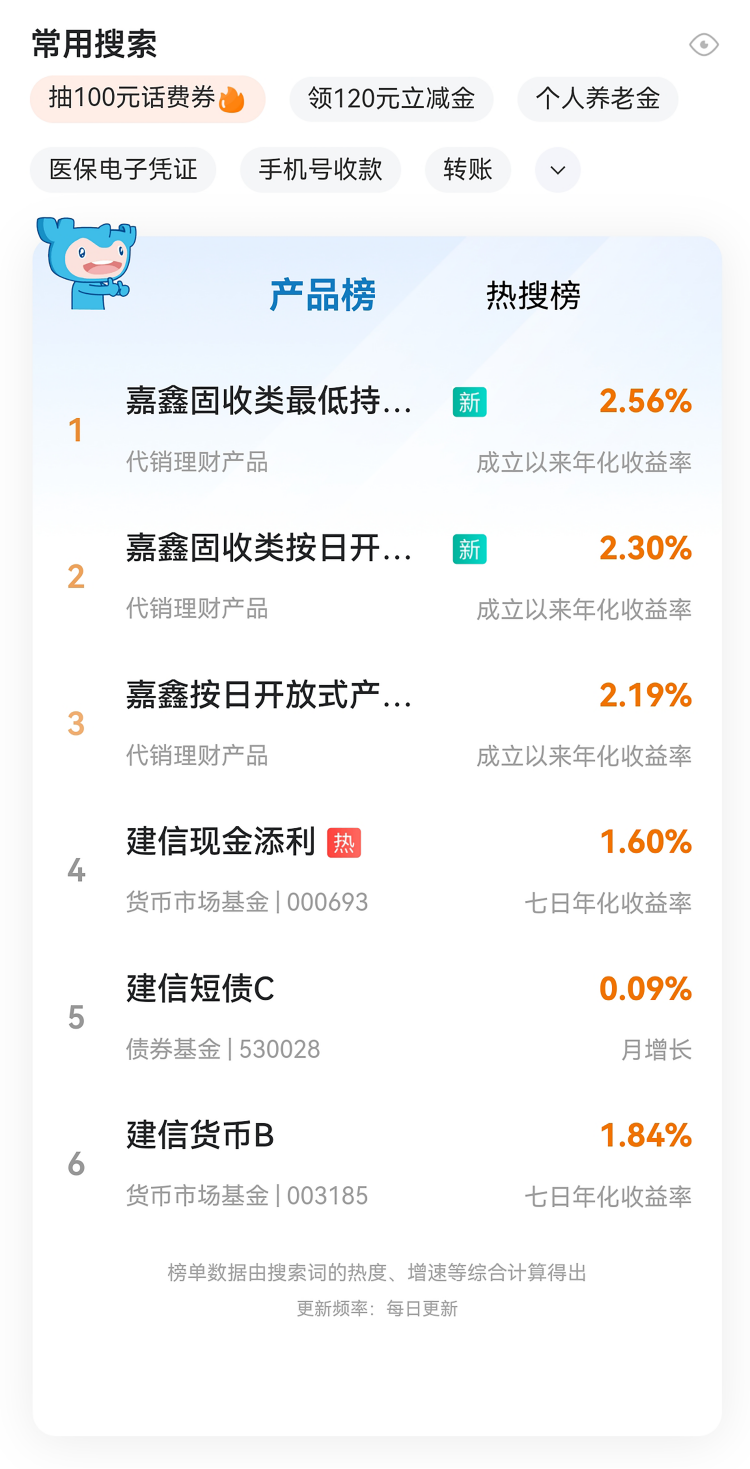 常用搜索
抽100元话费券 领120元立减金 个人养老金
医保电子凭证 手机号收款 转账
产品榜 热搜榜
1 嘉鑫固收类最低持... 新 2.56%
代销理财产品 成立以来年化收益率
2 嘉鑫固收类按日开... 新 2.30%
代销理财产品 成立以来年化收益率
3 嘉鑫按日开放式产... 2.19%
代销理财产品 成立以来年化收益率
4 建信现金添利 热 1.60%
货币市场基金 | 000693 七日年化收益率
5 建信短债C 0.09%
债券基金 | 530028 月增长
6 建信货币B 1.84%
货币市场基金 | 003185 七日年化收益率
榜单数据由搜索词的热度、增速等综合计算得出
更新频率：每日更新